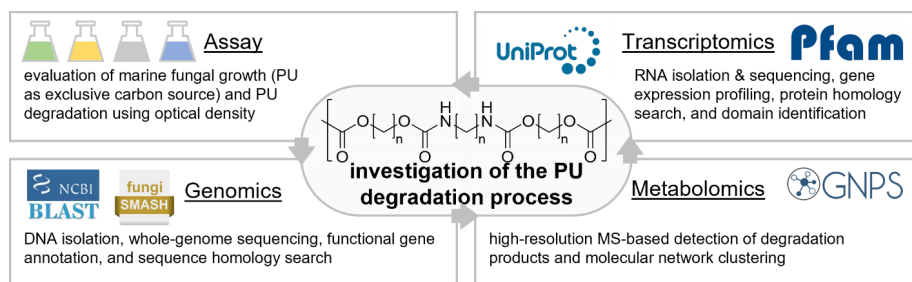 Assay
evaluation of marine fungal growth (PU
as exclusive carbon source) and PU
degradation using optical density
UniProt
Transcriptomics
Pfam
RNA isolation & sequencing, gene
expression profiling, protein homology
search, and domain identification
O O O H H O O O
N N
n n n
O O O O
investigation of the PU
degradation process
NCBI
BLAST
fungi
SMASH
Genomics
DNA isolation, whole-genome sequencing, functional gene
annotation, and sequence homology search
Metabolomics
GNPS
high-resolution MS-based detection of degradation
products and molecular network clustering